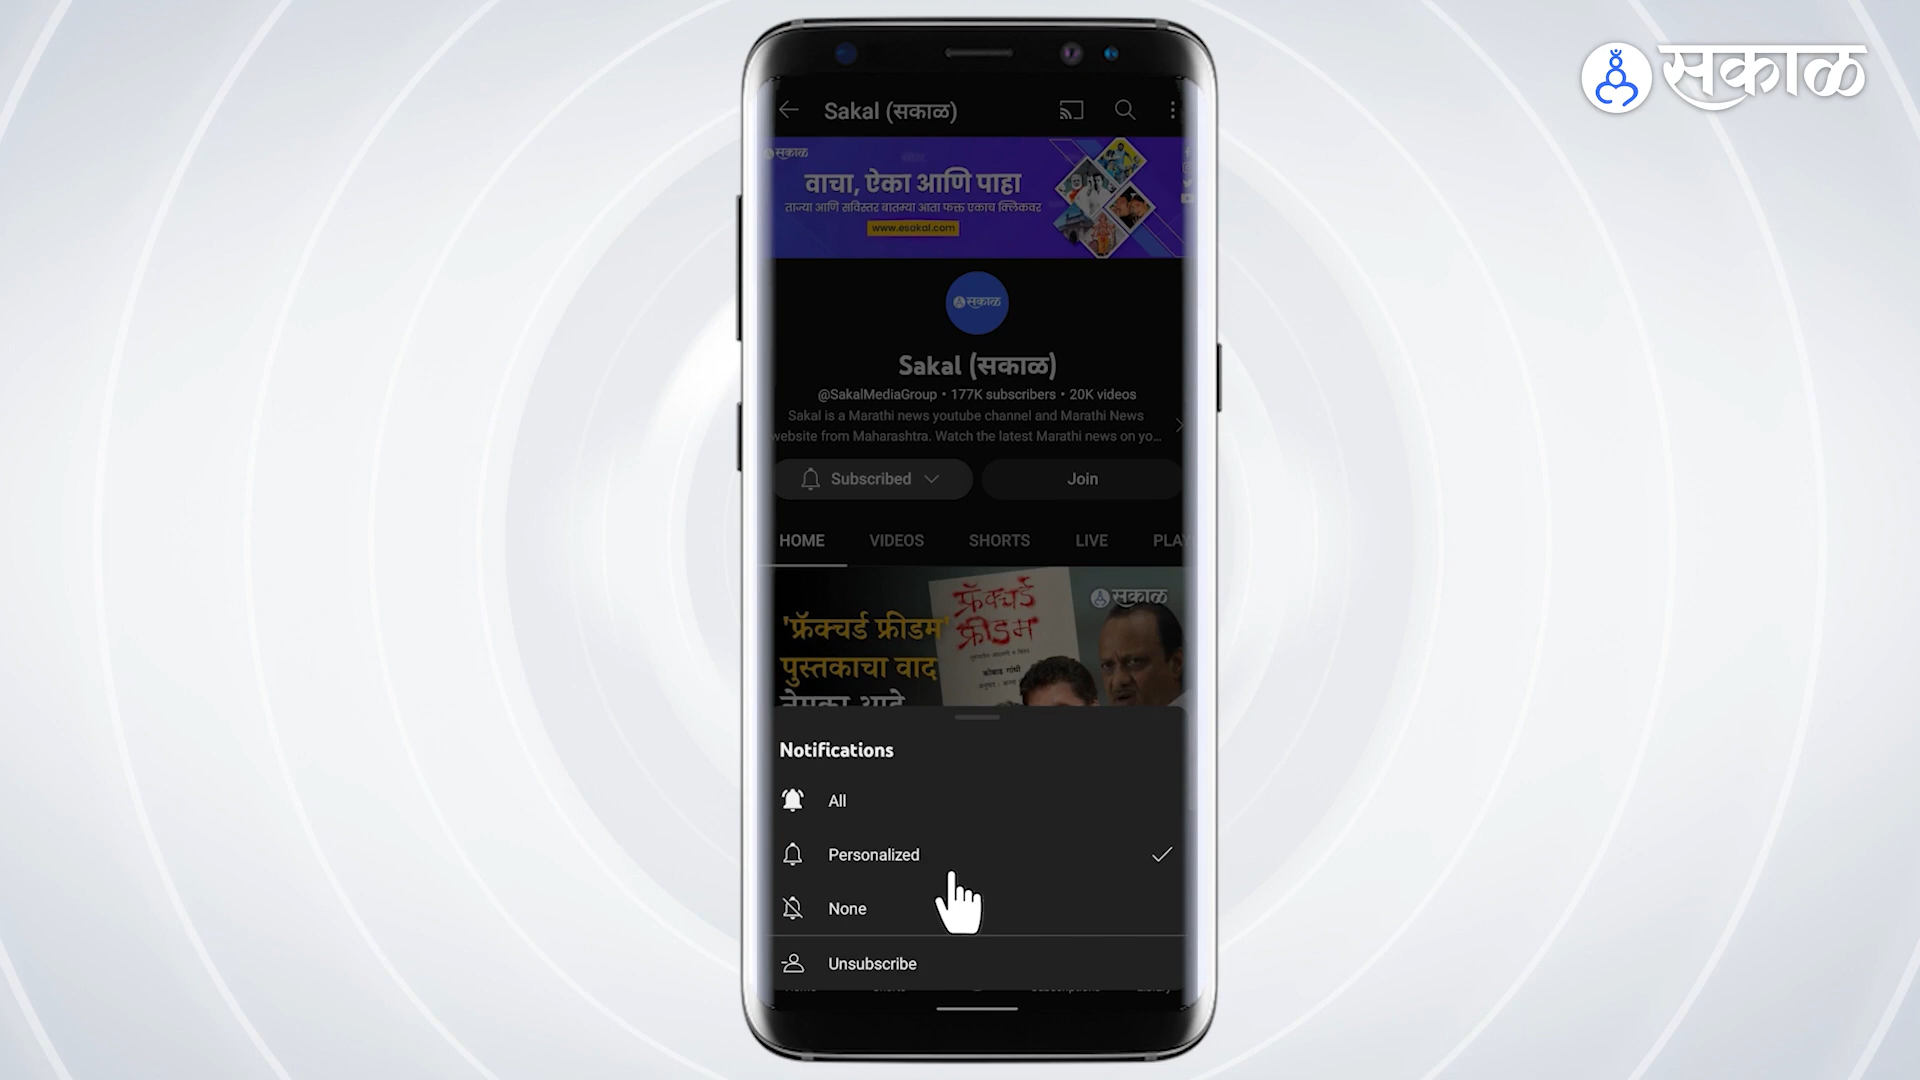 सकाळ
Sakal (सकाळ)
सकाळ
वाचा, ऐका आणि पाहा
ताज्या आणि सविस्तर बातम्या आता फक्त एकाच क्लिकवर
www.esakal.com
सकाळ
Sakal (सकाळ)
@SakalMediaGroup • 177K subscribers • 20K videos
Sakal is a Marathi news youtube channel and Marathi News
website from Maharashtra. Watch the latest Marathi news on yo...
Subscribed
Join
HOME VIDEOS SHORTS LIVE PLAY
फ्रॅक्चर्ड
फ्रीडम
कोबाड गांधी
सकाळ
'फ्रॅक्चर्ड फ्रीडम'
पुस्तकाचा वाद
नेमका आहे
Notifications
All
Personalized
None
Unsubscribe